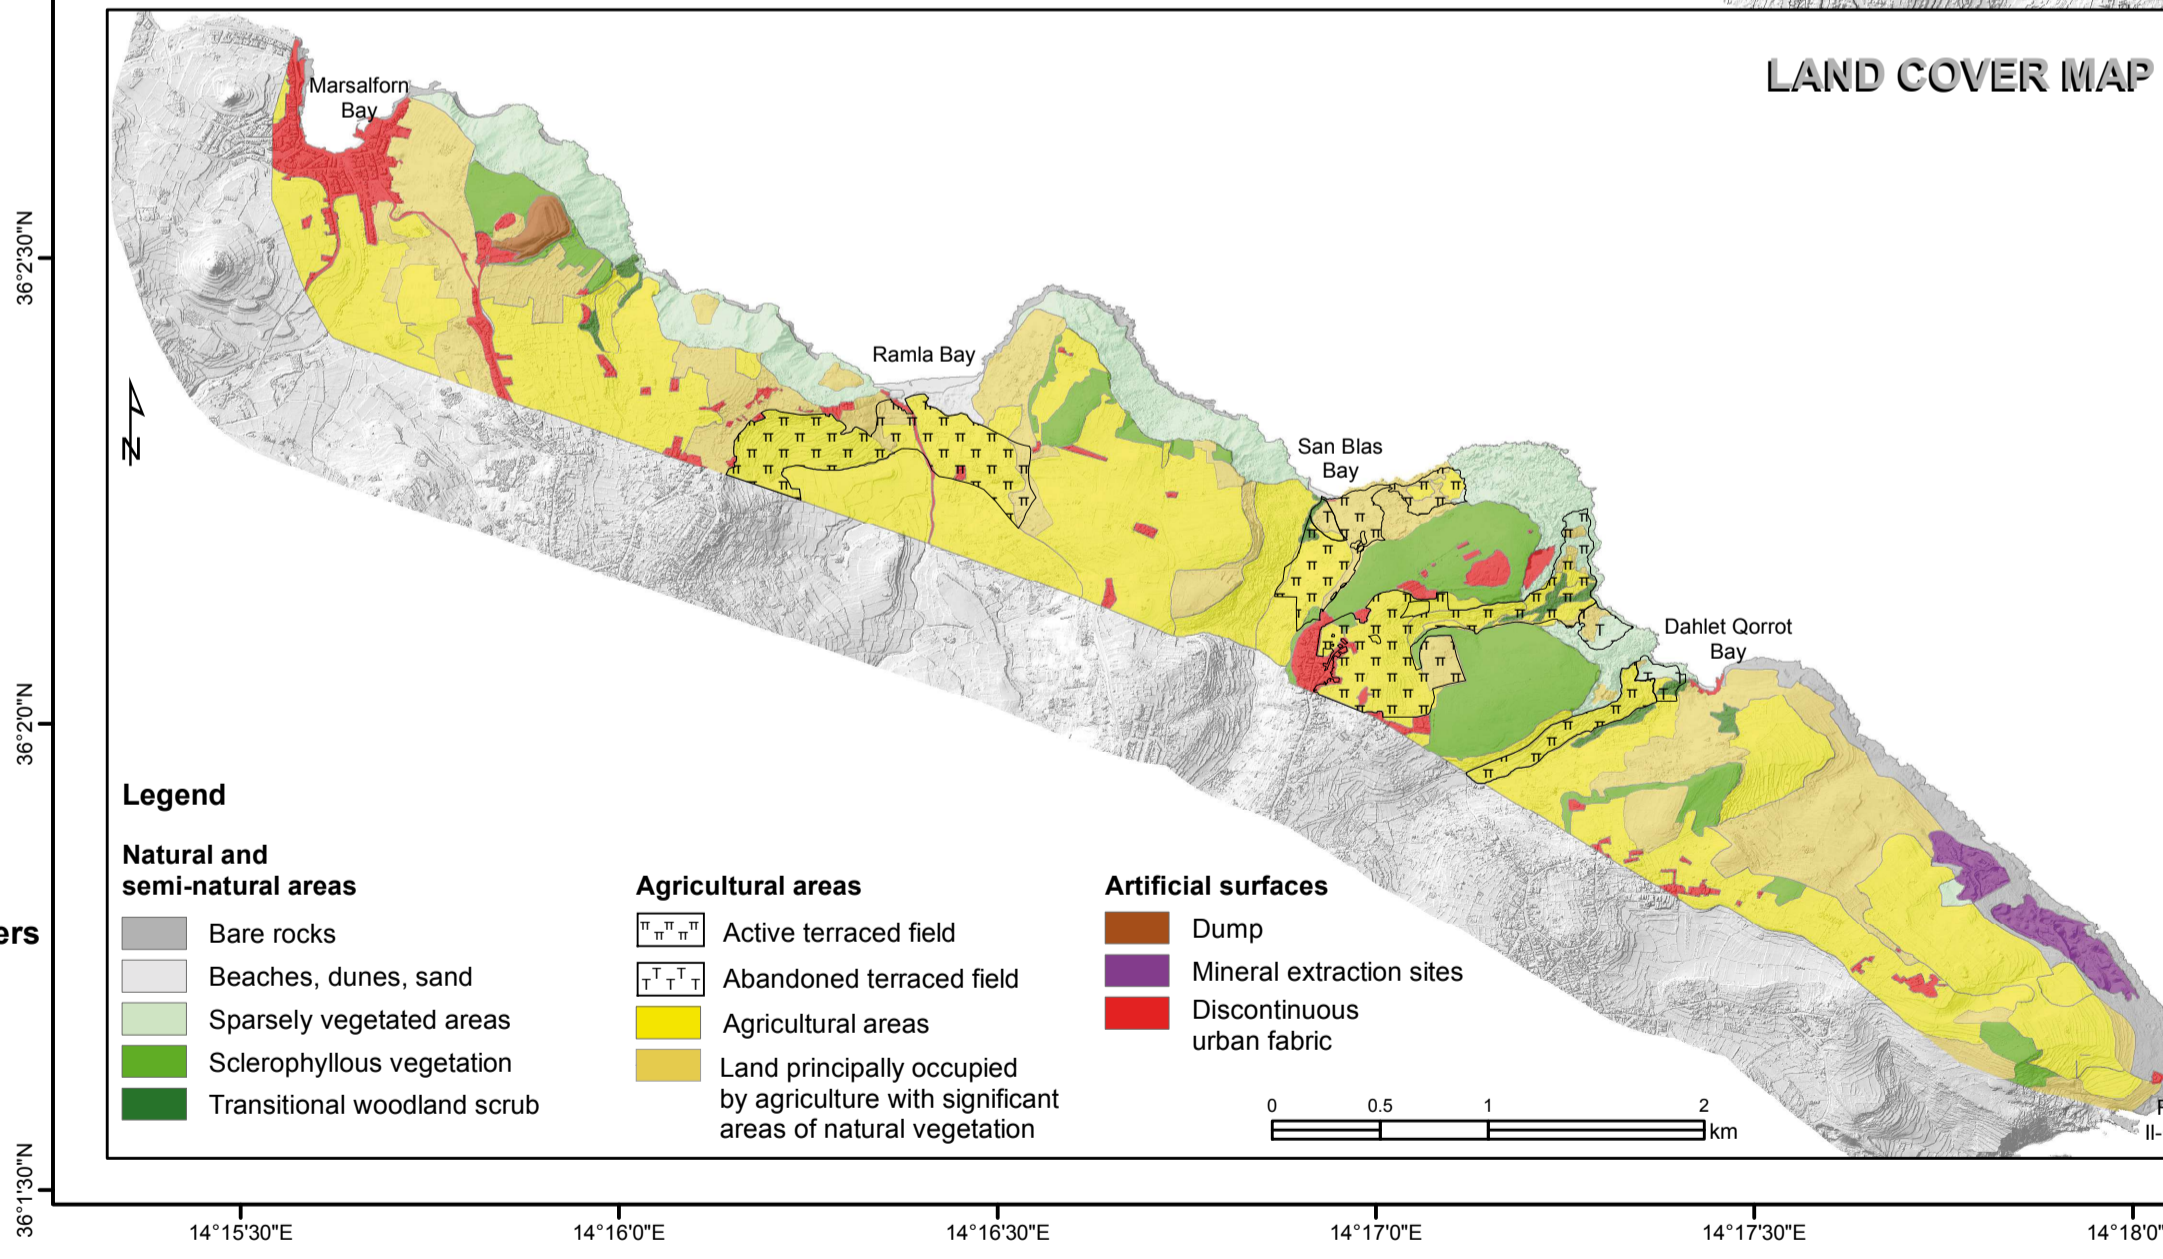 LAND COVER MAP
Marsalforn
Bay
Ramla Bay
San Blas
Bay
Dahlet Qorrot
Bay
36°2'30"N
36°2'0"N
36°1'30"N
ers
Legend
Natural and
semi-natural areas
Bare rocks
Beaches, dunes, sand
Sparsely vegetated areas
Sclerophyllous vegetation
Transitional woodland scrub
Agricultural areas
Active terraced field
Abandoned terraced field
Agricultural areas
Land principally occupied
by agriculture with significant
areas of natural vegetation
Artificial surfaces
Dump
Mineral extraction sites
Discontinuous
urban fabric
0 0.5 1 2
km
N
Il-
14°15'30"E 14°16'0"E 14°16'30"E 14°17'0"E 14°17'30"E 14°18'0"